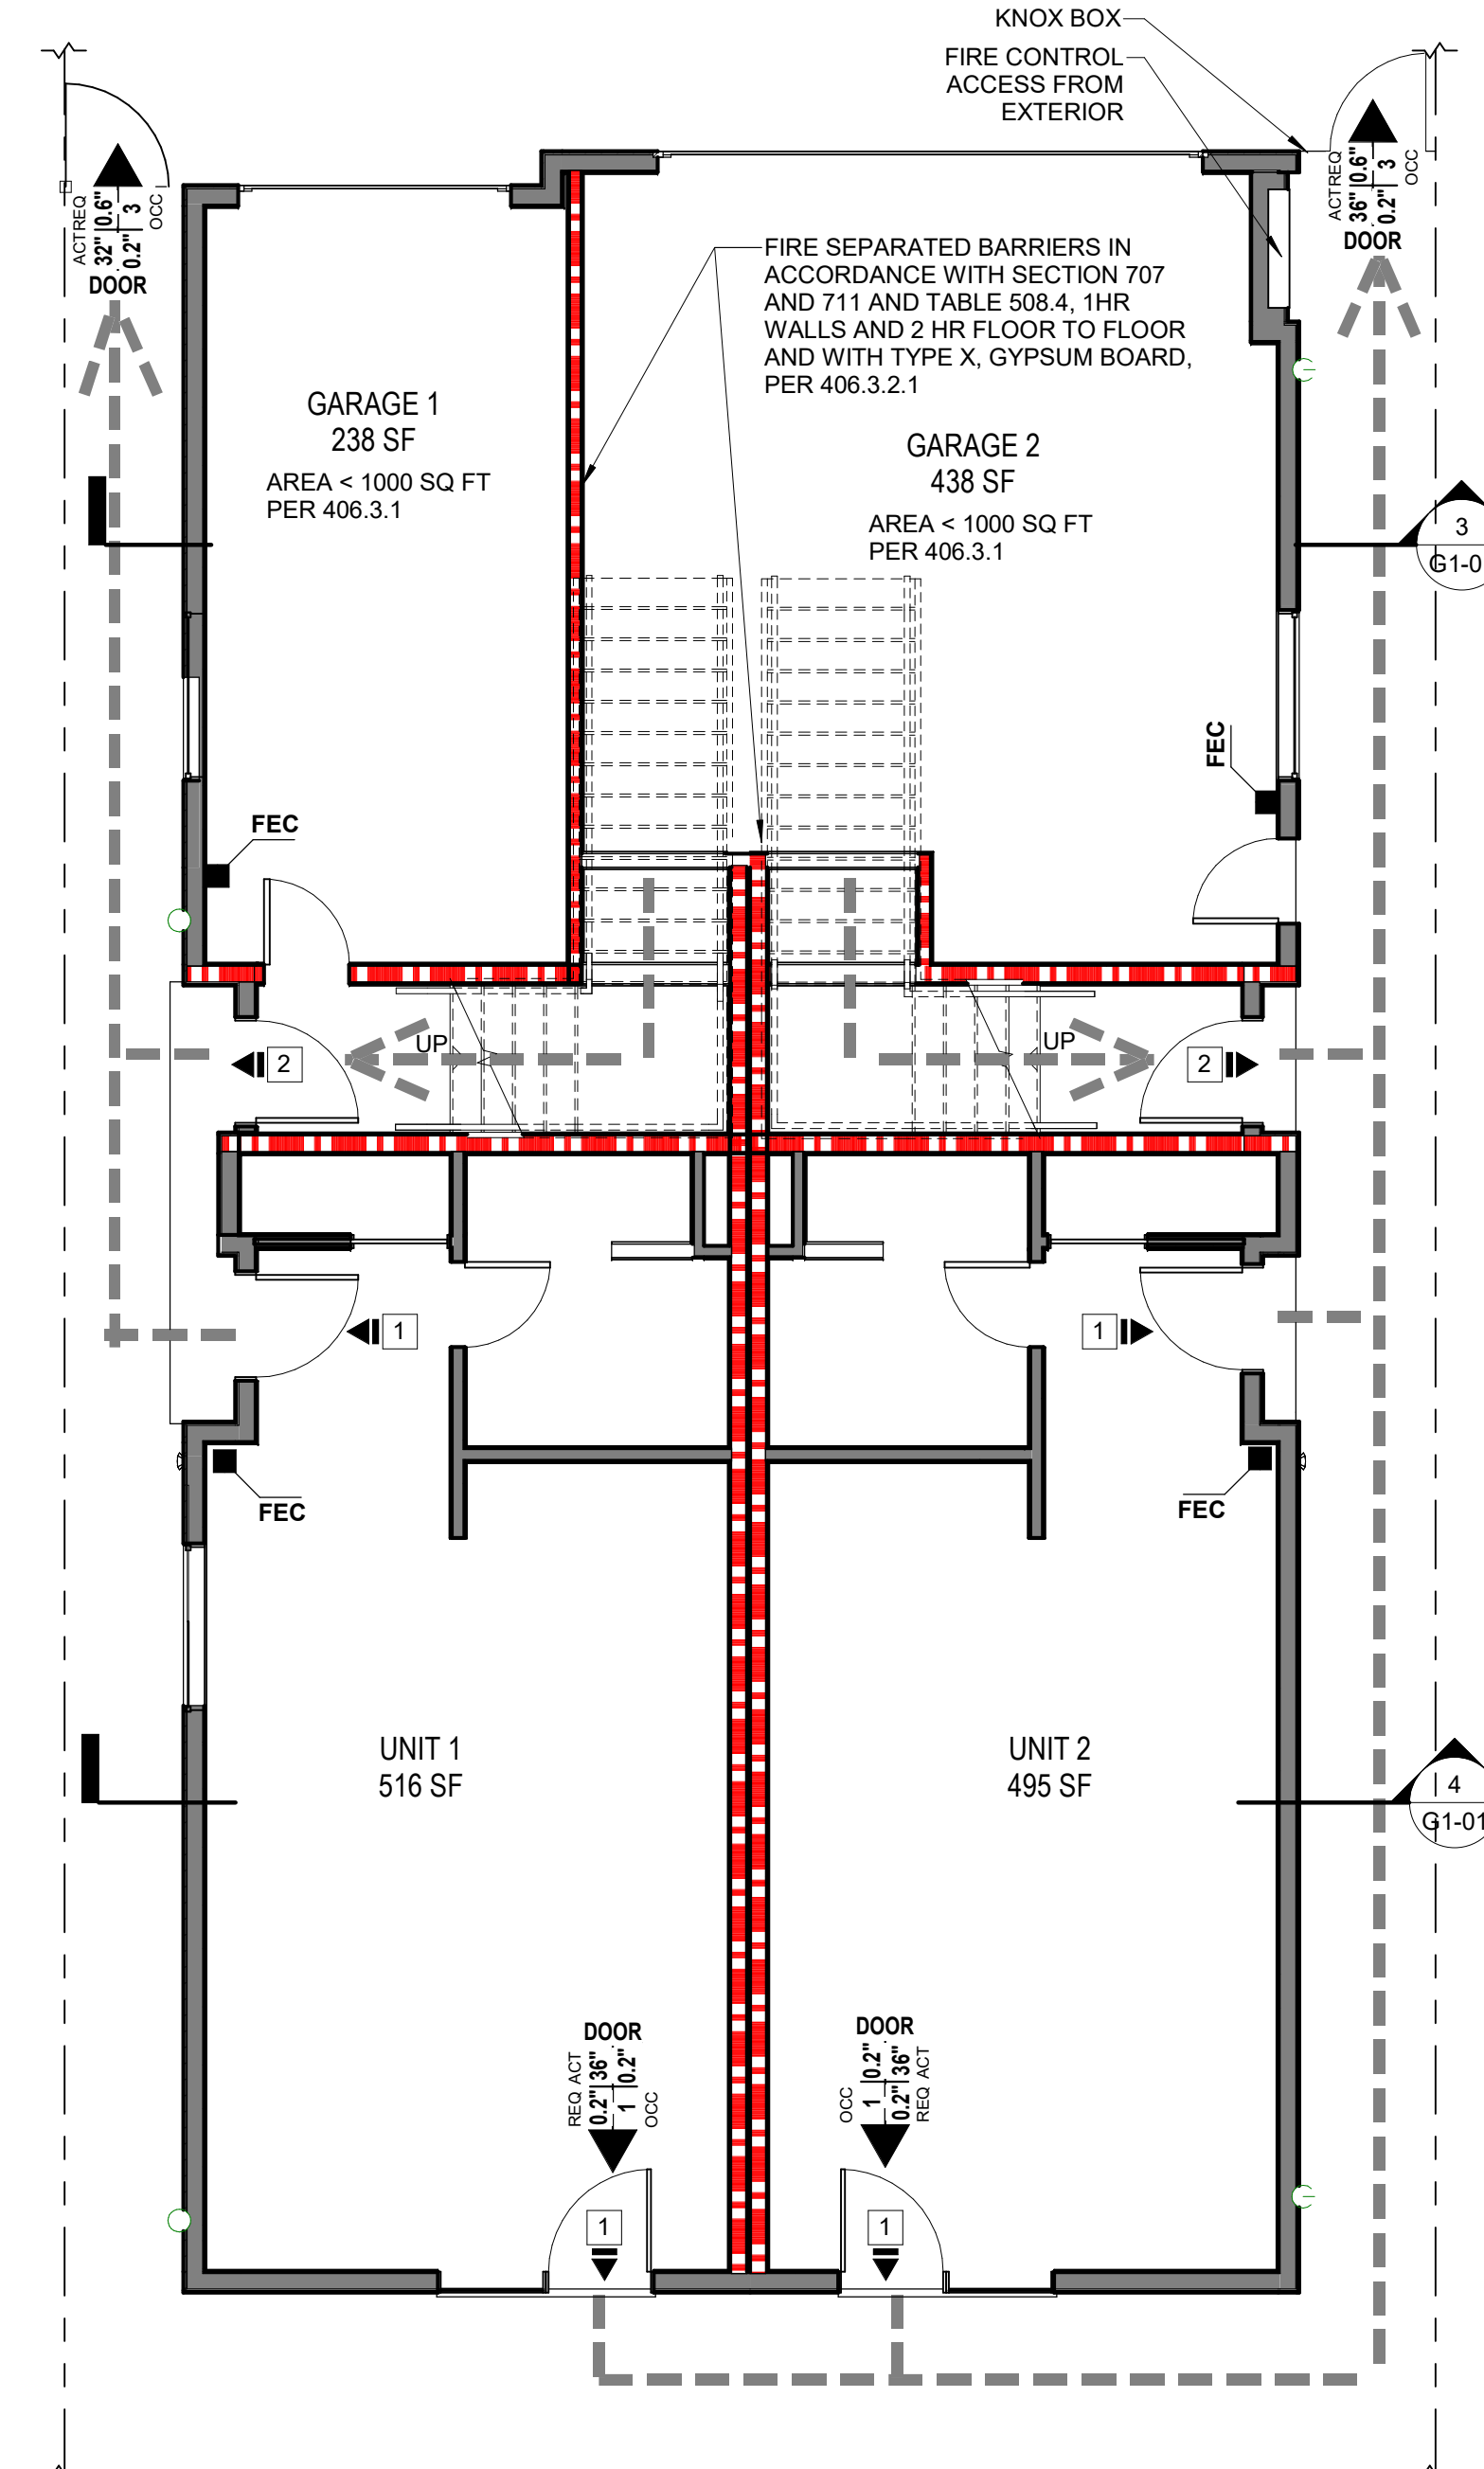 KNOX BOX
FIRE CONTROL
ACCESS FROM
EXTERIOR
ACT REQ
32" 0.6"
0.2" 3
OCC
DOOR
ACT REQ
36" 0.6"
0.2" 3
OCC
DOOR
FIRE SEPARATED BARRIERS IN
ACCORDANCE WITH SECTION 707
AND 711 AND TABLE 508.4, 1HR
WALLS AND 2 HR FLOOR TO FLOOR
AND WITH TYPE X, GYPSUM BOARD,
PER 406.3.2.1
GARAGE 1
238 SF
AREA < 1000 SQ FT
PER 406.3.1
GARAGE 2
438 SF
AREA < 1000 SQ FT
PER 406.3.1
3
G1-0
FEC
FEC
UP
UP
2
2
1
1
FEC
FEC
UNIT 1
516 SF
UNIT 2
495 SF
4
G1-01
DOOR
REQ ACT
0.2" 36"
1 0.2"
OCC
DOOR
OCC
1 0.2"
0.2" 36"
REQ ACT
1
1